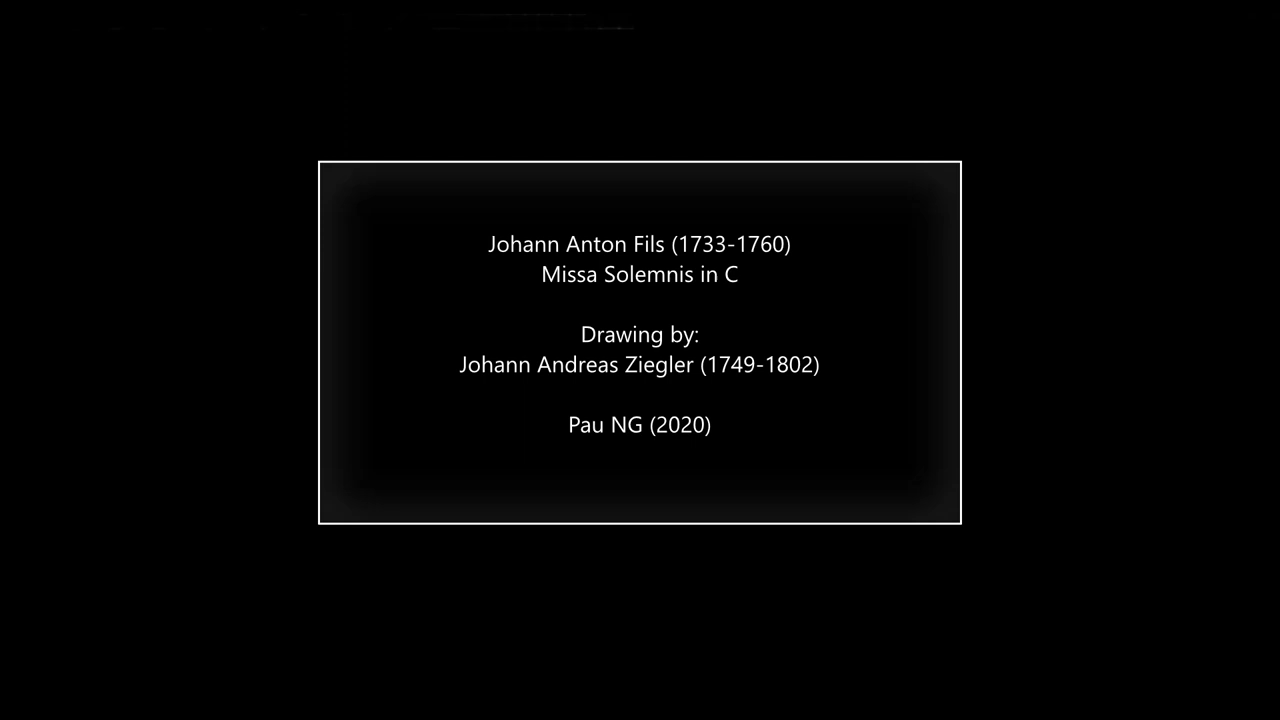 Johann Anton Fils (1733-1760)
Missa Solemnis in C
Drawing by:
Johann Andreas Ziegler (1749-1802)
Pau NG (2020)